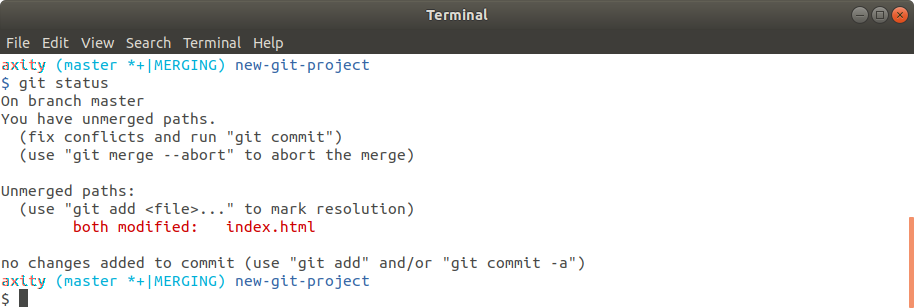 Terminal
File Edit View Search Terminal Help
axity (master *+|MERGING) new-git-project
$ git status
On branch master
You have unmerged paths.
  (fix conflicts and run "git commit")
  (use "git merge --abort" to abort the merge)

Unmerged paths:
  (use "git add <file>..." to mark resolution)
        both modified:   index.html

no changes added to commit (use "git add" and/or "git commit -a")
axity (master *+|MERGING) new-git-project
$